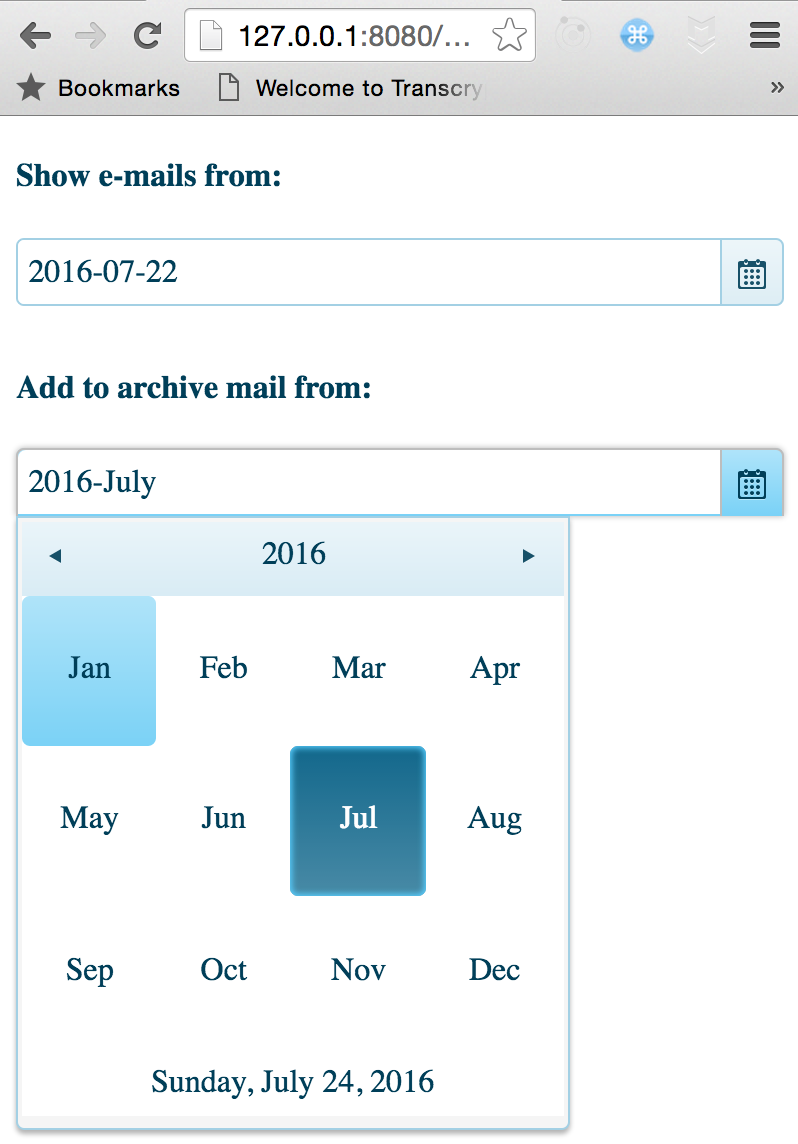 127.0.0.1:8080/...
Bookmarks Welcome to Transcry »
Show e-mails from:
2016-07-22
Add to archive mail from:
2016-July
2016
Jan Feb Mar Apr
May Jun Jul Aug
Sep Oct Nov Dec
Sunday, July 24, 2016